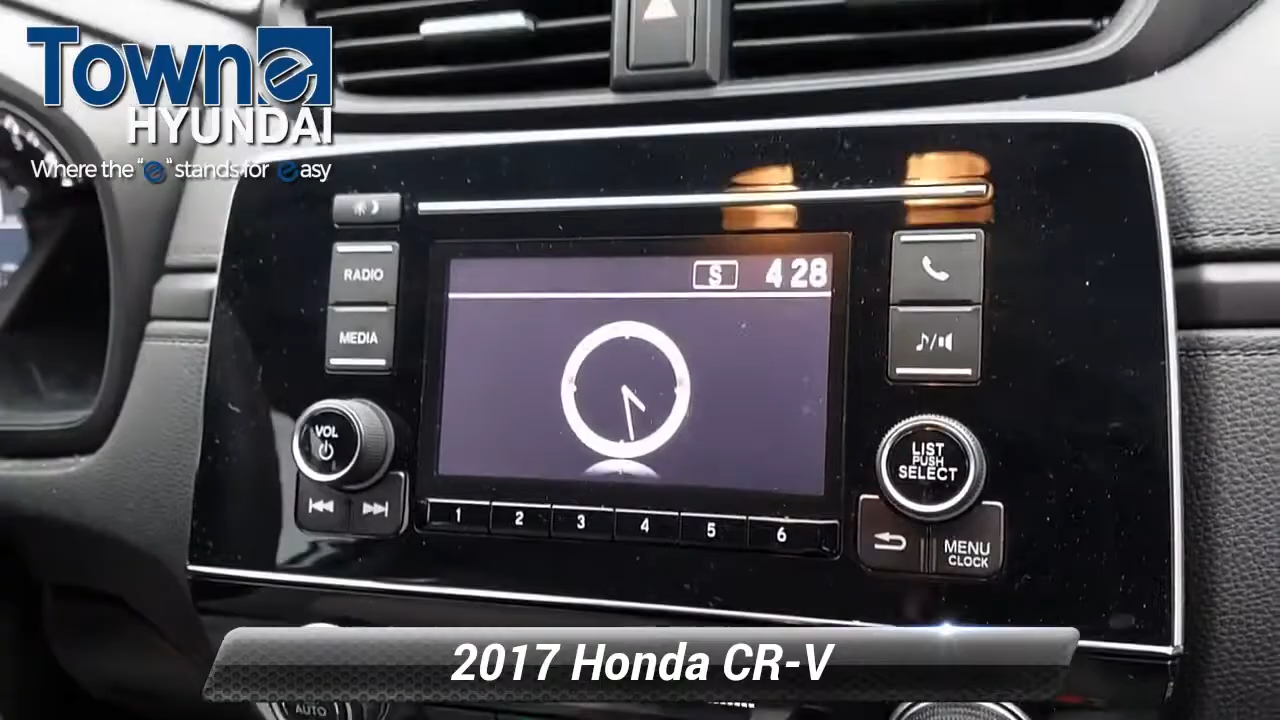 Towne
HYUNDAI
Where the "e" stands for easy
RADIO
MEDIA
VOL
S 4 28
LIST
PUSH
SELECT
1 2 3 4 5 6
MENU
CLOCK
2017 Honda CR-V
AUTO